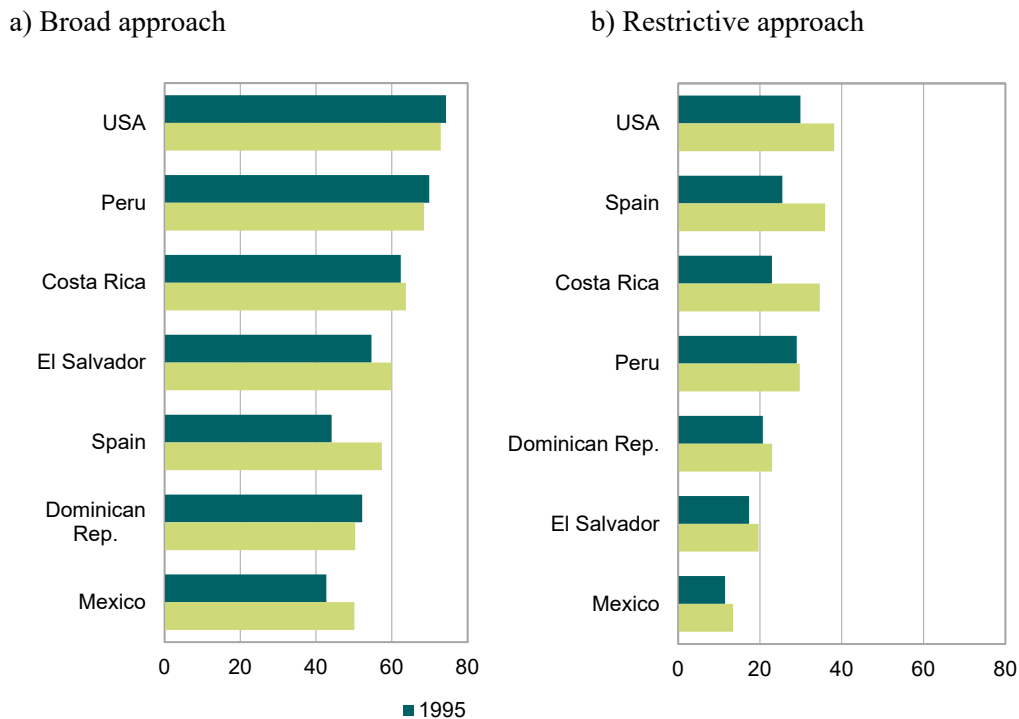 a) Broad approach
b) Restrictive approach
USA
Peru
Costa Rica
El Salvador
Spain
Dominican
Rep.
Mexico
0 20 40 60 80
USA
Spain
Costa Rica
Peru
Dominican Rep.
El Salvador
Mexico
0 20 40 60 80
1995